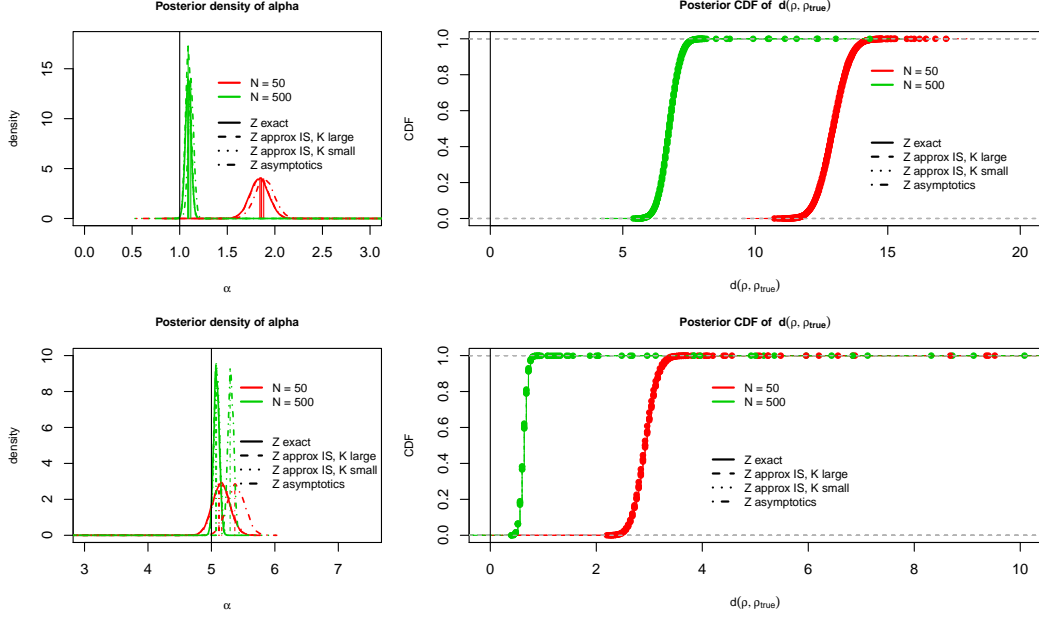 Posterior density of alpha
density
0 5 10 15
N = 50
N = 500
Z exact
Z approx IS, K large
Z approx IS, K small
Z asymptotics
0.0 0.5 1.0 1.5 2.0 2.5 3.0
α
Posterior CDF of d(ρ, ρtrue)
CDF
0.0 0.2 0.4 0.6 0.8 1.0
N = 50
N = 500
Z exact
Z approx IS, K large
Z approx IS, K small
Z asymptotics
0 5 10 15 20
d(ρ, ρtrue)
Posterior density of alpha
density
0 2 4 6 8 10
N = 50
N = 500
Z exact
Z approx IS, K large
Z approx IS, K small
Z asymptotics
3 4 5 6 7
α
Posterior CDF of d(ρ, ρtrue)
CDF
0.0 0.2 0.4 0.6 0.8 1.0
N = 50
N = 500
Z exact
Z approx IS, K large
Z approx IS, K small
Z asymptotics
0 2 4 6 8 10
d(ρ, ρtrue)